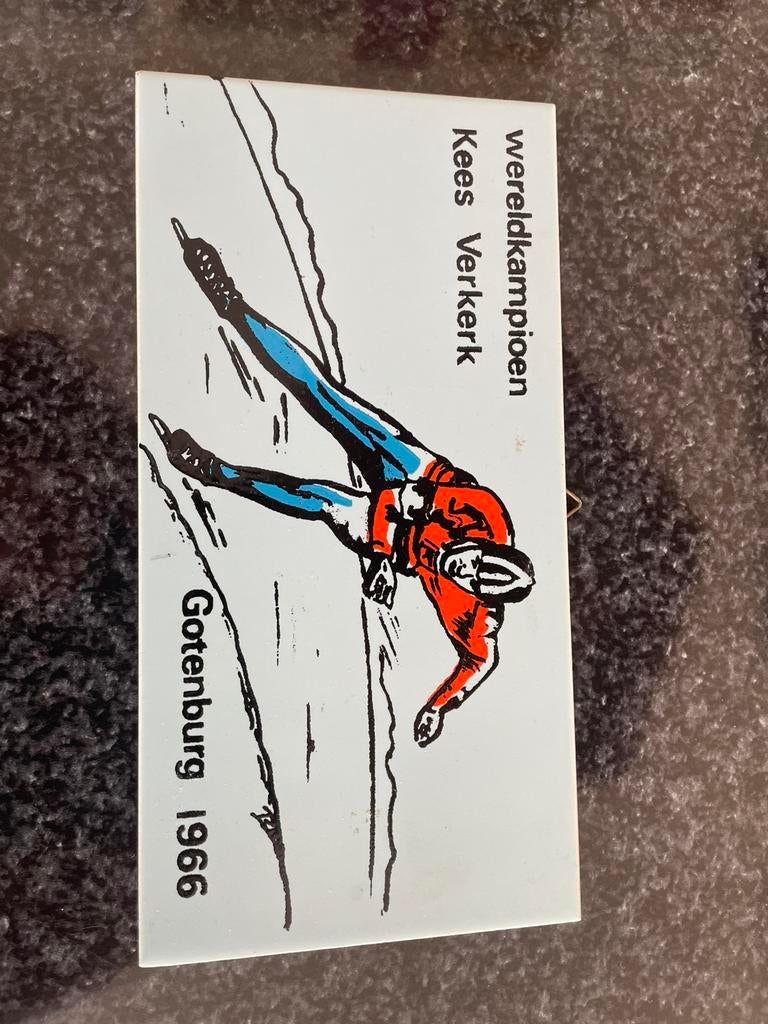 wereldkampioen
Kees Verkerk
Gotenburg 1966